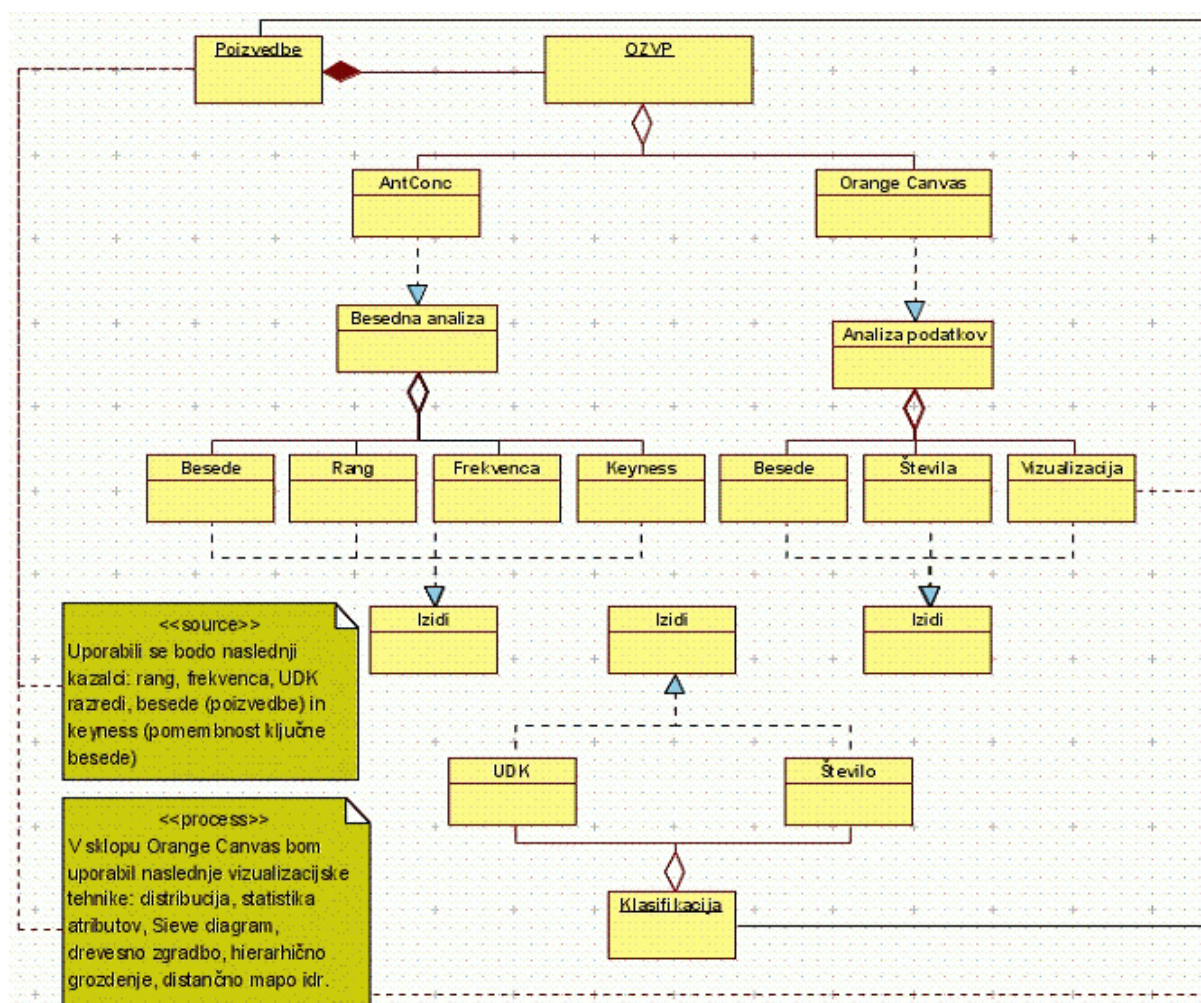 Poizvedbe
OZVP
AntConc
Orange Canvas
Besedna analiza
Analiza podatkov
Besede
Rang
Frekvenca
Keyness
Besede
Števila
Vizualizacija
Izidi
Izidi
Izidi
<<source>>
Uporabili se bodo naslednji
kazalci: rang, frekvenca, UDK
razredi, besede (poizvedbe) in
keyness (pomembnost ključne
besede)
UDK
Število
<<process>>
V sklopu Orange Canvas bom
uporabil naslednje vizualizacijske
tehnike: distribucija, statistika
atributov, Sieve diagram,
drevesno zgradbo, hierarhično
grozdenje, distančno mapo idr.
Klasifikacija